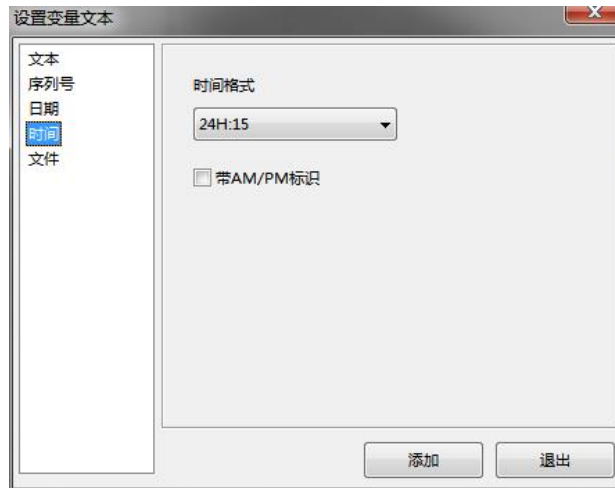 设置变量文本
文本
序列号
日期
时间
文件
时间格式
24H:15
带AM/PM标识
添加
退出